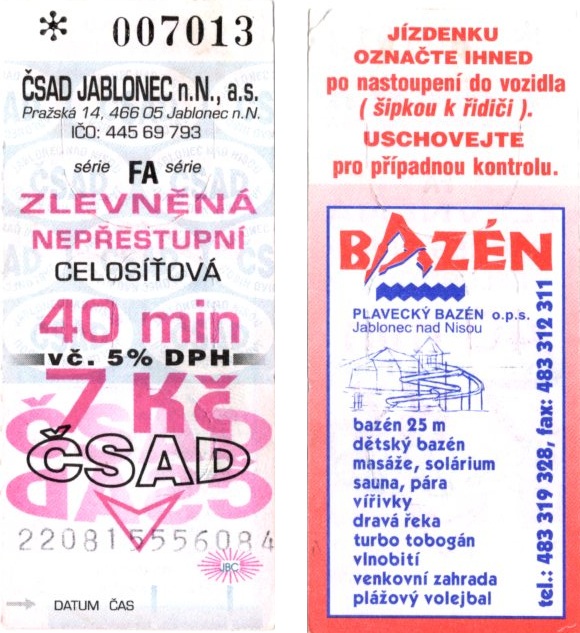 * 007013
ČSAD JABLONEC n.N., a.s.
Pražská 14, 466 05 Jablonec n.N.
IČO: 445 69 793
série FA série
ZLEVNĚNÁ
NEPŘESTUPNÍ
CELOSÍŤOVÁ
40 min
vč. 5% DPH
7 Kč
ČSAD
2208155556084
JBC
DATUM ČAS
JÍZDENKU
OZNAČTE IHNED
po nastoupení do vozidla
( šipkou k řidiči ).
USCHOVEJTE
pro případnou kontrolu.
BAZÉN
PLAVECKÝ BAZÉN o.p.s.
Jablonec nad Nisou
bazén 25 m
dětský bazén
masáže, solárium
sauna, pára
vířivky
dravá řeka
turbo tobogán
vlnobití
venkovní zahrada
plážový volejbal
tel.: 483 319 328, fax: 483 312 311